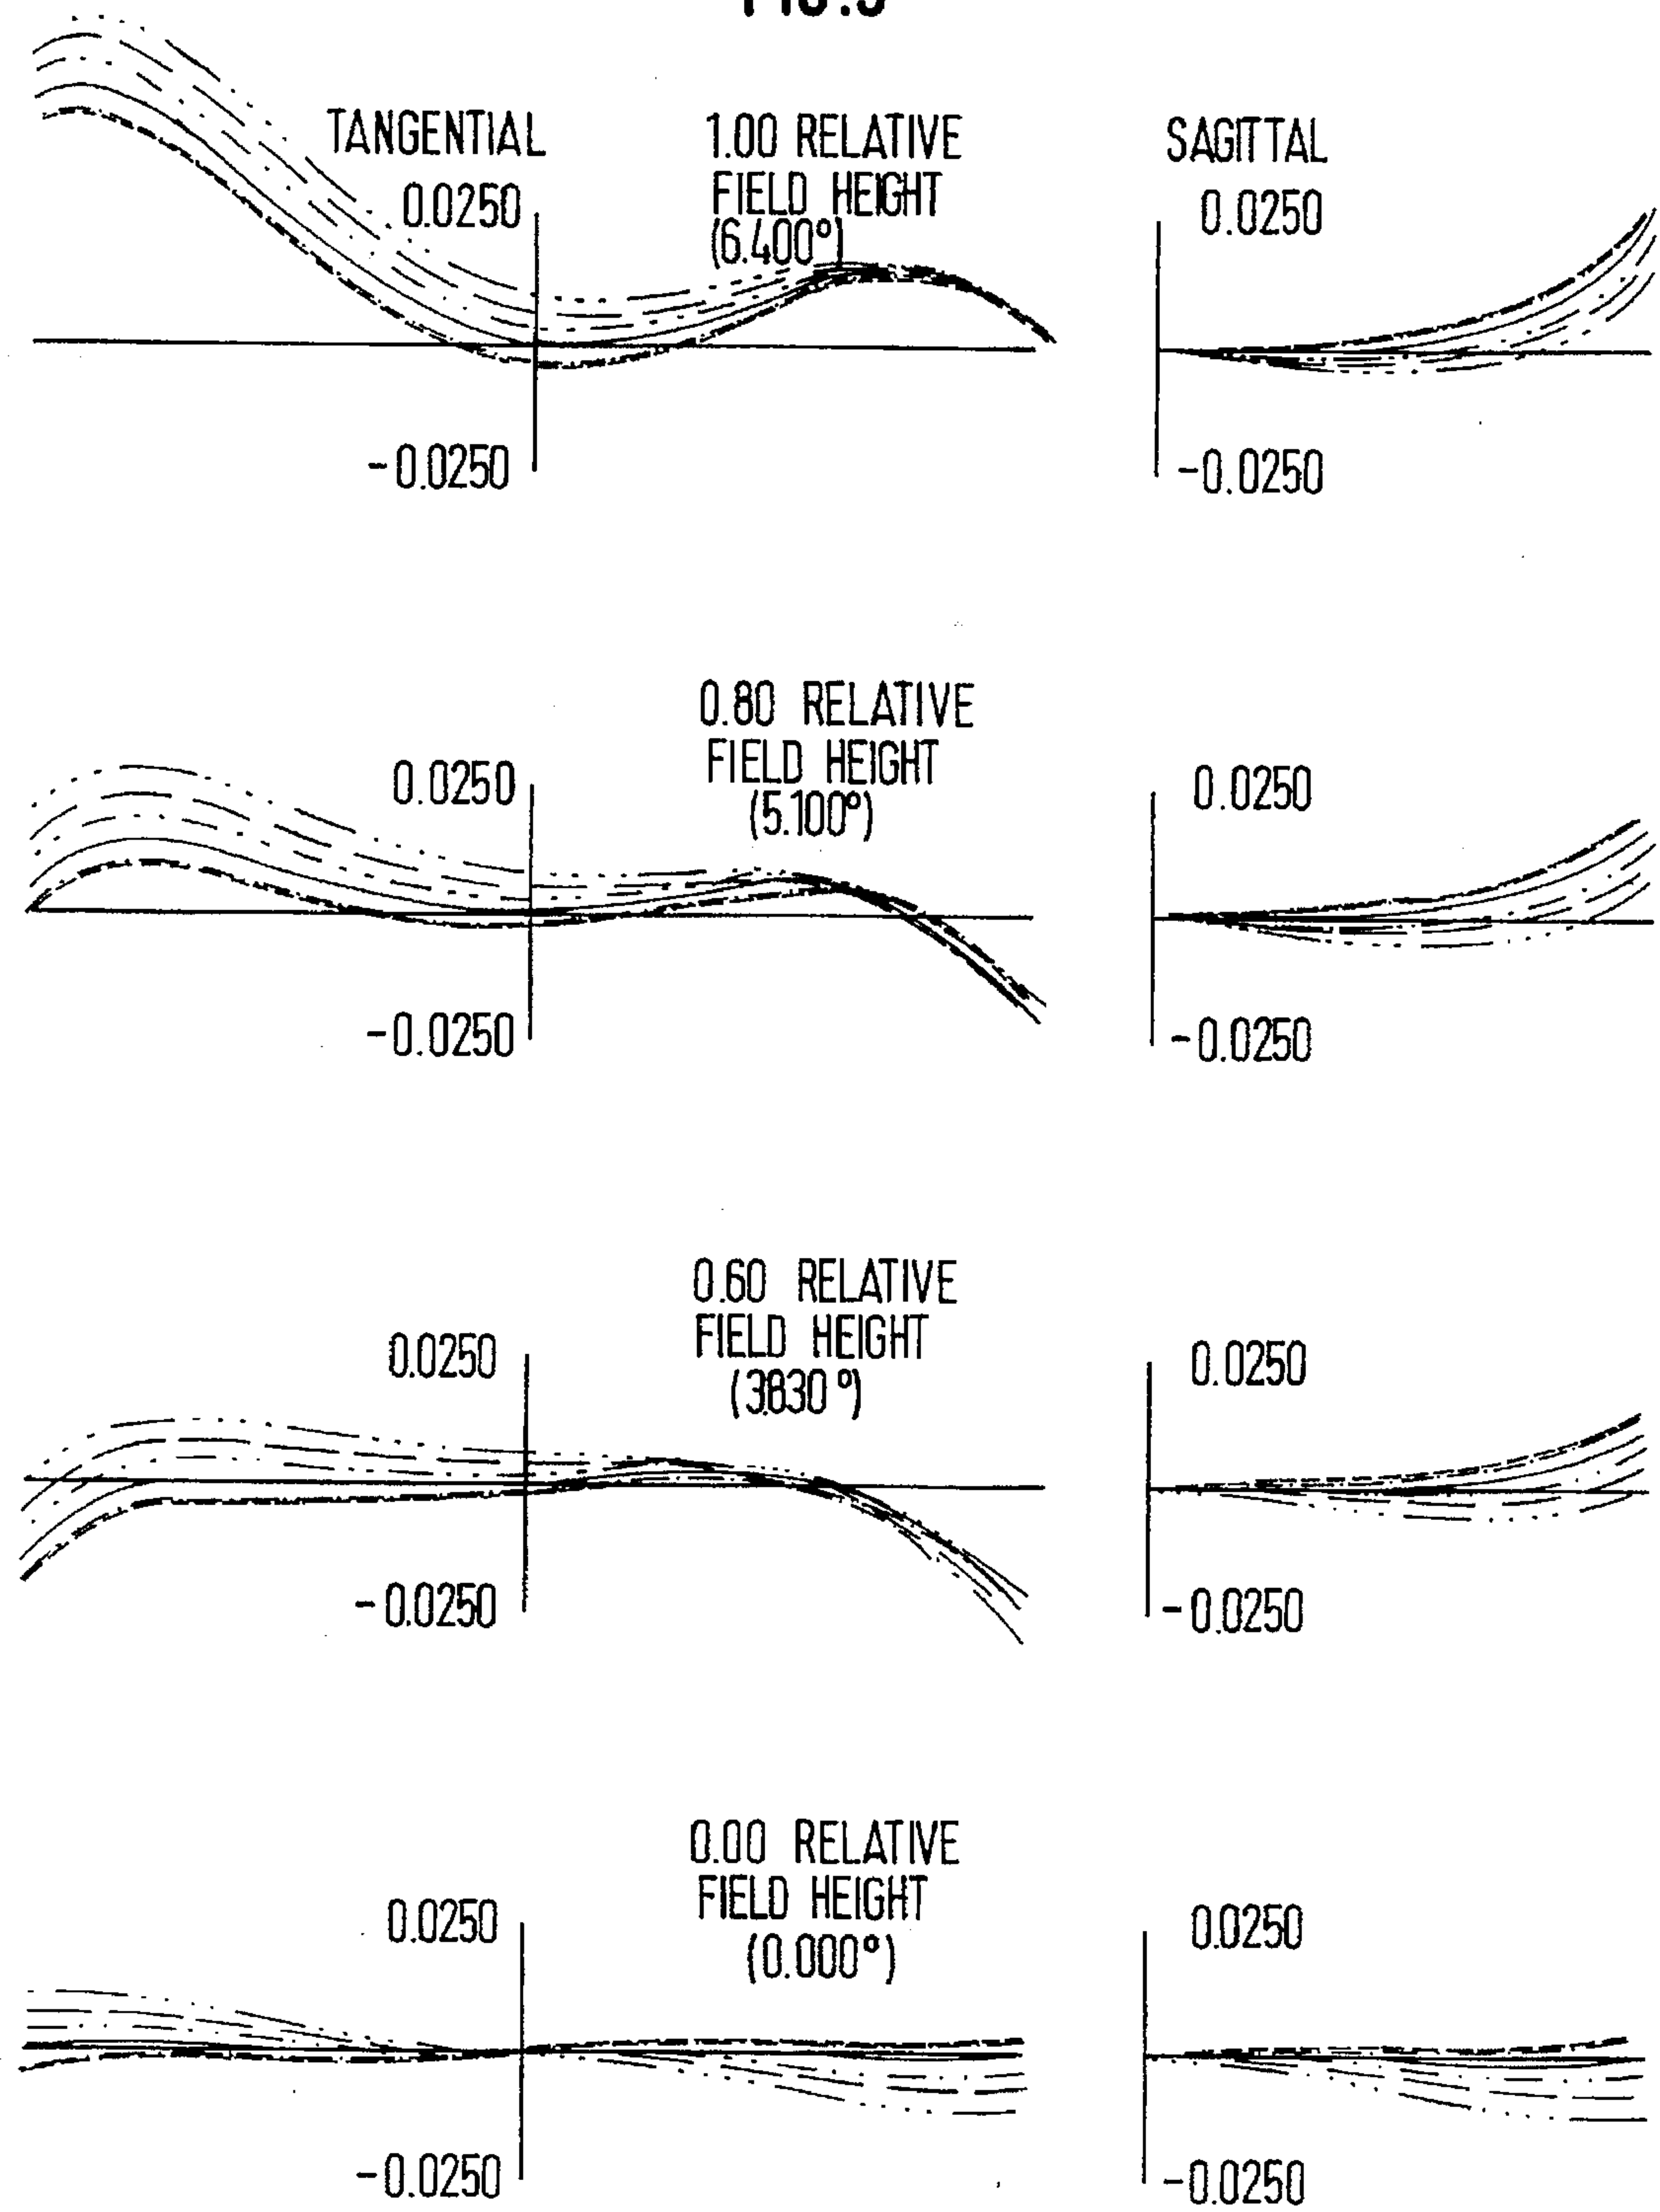 TANGENTIAL
1.00 RELATIVE
FIELD HEIGHT
(6.400°)
SAGITTAL
0.0250
0.0250
-0.0250
-0.0250
0.80 RELATIVE
FIELD HEIGHT
(5.100°)
0.0250
0.0250
-0.0250
-0.0250
0.60 RELATIVE
FIELD HEIGHT
(3.830°)
0.0250
0.0250
-0.0250
-0.0250
0.00 RELATIVE
FIELD HEIGHT
(0.000°)
0.0250
0.0250
-0.0250
-0.0250